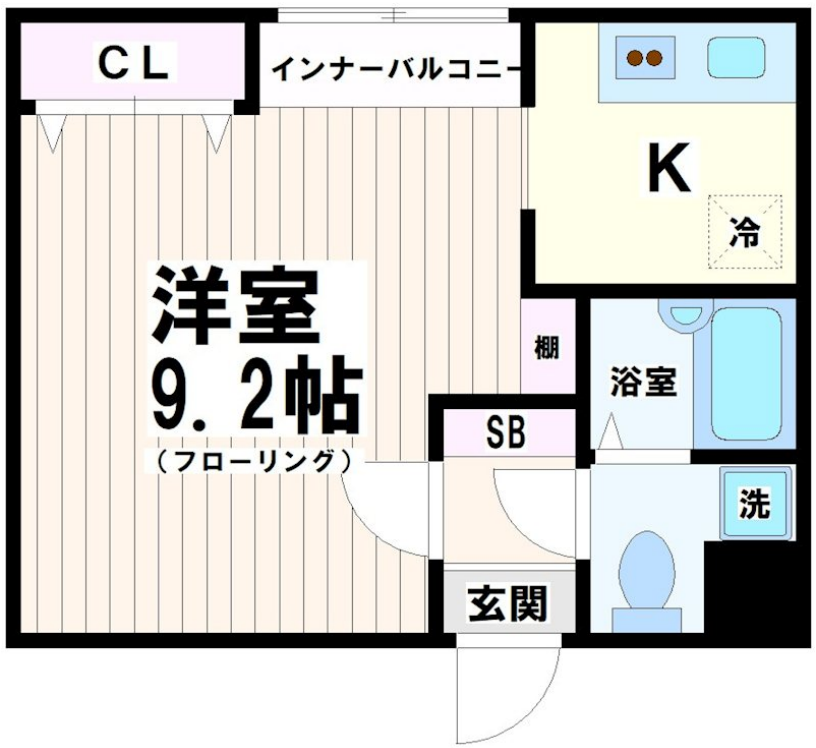 CL
インナーバルコニー
K
冷
洋室
9.2帖
(フローリング)
棚
浴室
SB
洗
玄関